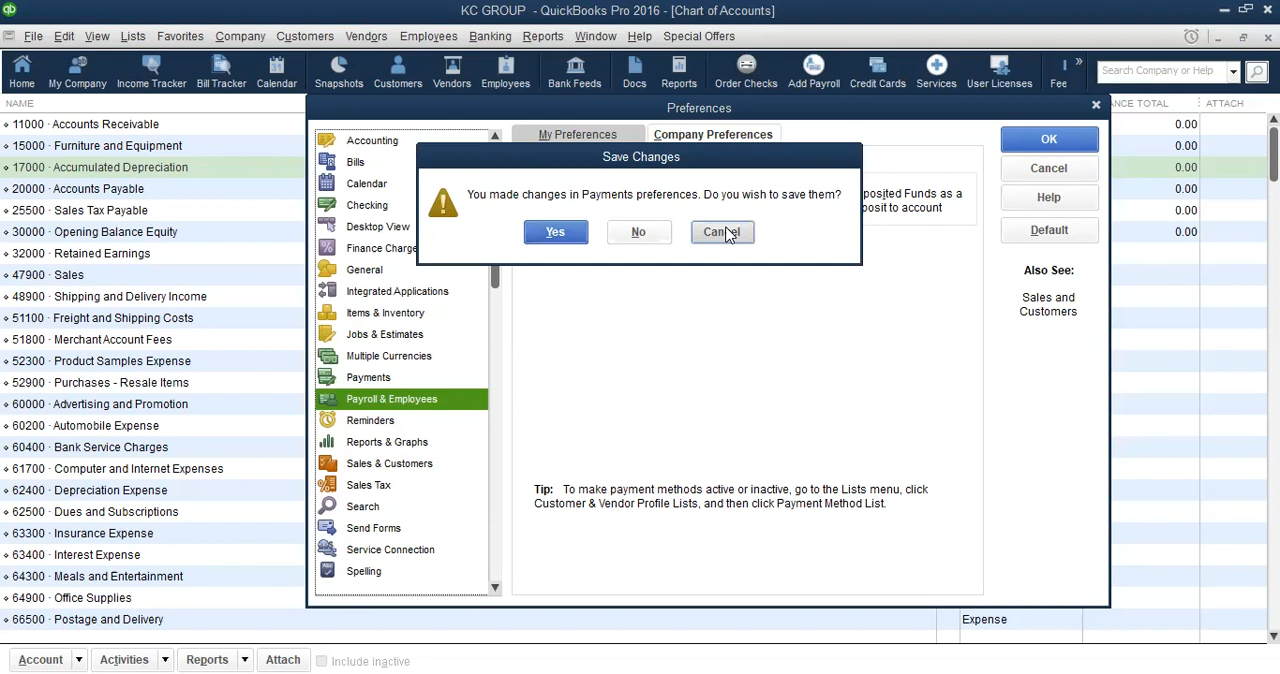 KC GROUP - QuickBooks Pro 2016 - [Chart of Accounts]
File Edit View Lists Favorites Company Customers Vendors Employees Banking Reports Window Help Special Offers
Home My Company Income Tracker Bill Tracker Calendar Snapshots Customers Vendors Employees Bank Feeds Docs Reports Order Checks Add Payroll Credit Cards Services User Licenses Fee » Search Company or Help
NAME
ANCE TOTAL ATTACH
11000 · Accounts Receivable
15000 · Furniture and Equipment
17000 · Accumulated Depreciation
20000 · Accounts Payable
25500 · Sales Tax Payable
30000 · Opening Balance Equity
32000 · Retained Earnings
47900 · Sales
48900 · Shipping and Delivery Income
51100 · Freight and Shipping Costs
51800 · Merchant Account Fees
52300 · Product Samples Expense
52900 · Purchases - Resale Items
60000 · Advertising and Promotion
60200 · Automobile Expense
60400 · Bank Service Charges
61700 · Computer and Internet Expenses
62400 · Depreciation Expense
62500 · Dues and Subscriptions
63300 · Insurance Expense
63400 · Interest Expense
64300 · Meals and Entertainment
64900 · Office Supplies
66500 · Postage and Delivery
Expense
0.00
0.00
0.00
0.00
0.00
0.00
Preferences
Accounting
Bills
Calendar
Checking
Desktop View
Finance Charge
General
Integrated Applications
Items & Inventory
Jobs & Estimates
Multiple Currencies
Payments
Payroll & Employees
Reminders
Reports & Graphs
Sales & Customers
Sales Tax
Search
Send Forms
Service Connection
Spelling
My Preferences Company Preferences
posited Funds as a
posit to account
Save Changes
You made changes in Payments preferences. Do you wish to save them?
Yes No Cancel
Tip: To make payment methods active or inactive, go to the Lists menu, click
Customer & Vendor Profile Lists, and then click Payment Method List.
OK
Cancel
Help
Default
Also See:
Sales and
Customers
Account Activities Reports Attach Include inactive